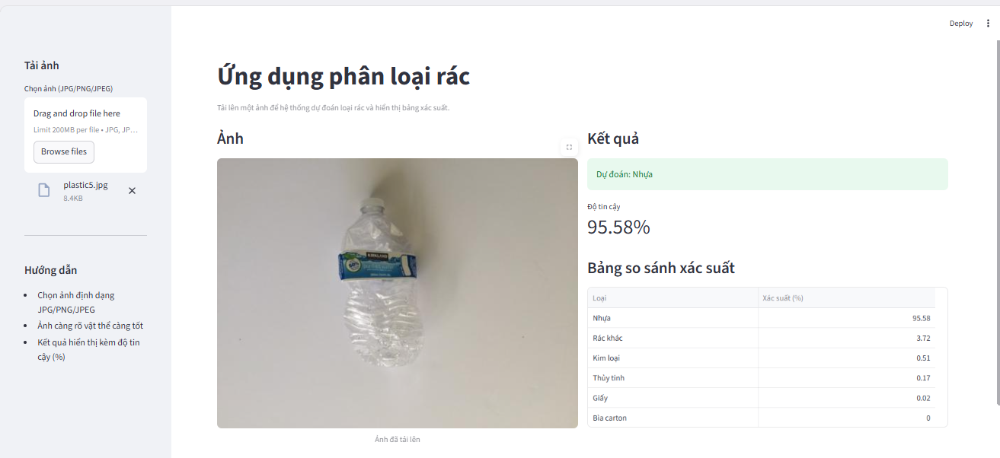 Deploy
Tải ảnh
Chọn ảnh (JPG/PNG/JPEG)
Drag and drop file here
Limit 200MB per file • JPG, JP…
Browse files
plastic5.jpg
8.4KB
Hướng dẫn
Chọn ảnh định dạng
JPG/PNG/JPEG
Ảnh càng rõ vật thể càng tốt
Kết quả hiển thị kèm độ tin
cậy (%)
Ứng dụng phân loại rác
Tải lên một ảnh để hệ thống dự đoán loại rác và hiển thị bảng xác suất.
Ảnh
KIRKLAND
Ảnh đã tải lên
Kết quả
Dự đoán: Nhựa
Độ tin cậy
95.58%
Bảng so sánh xác suất
Loại Xác suất (%)
Nhựa 95.58
Rác khác 3.72
Kim loại 0.51
Thủy tinh 0.17
Giấy 0.02
Bìa carton 0